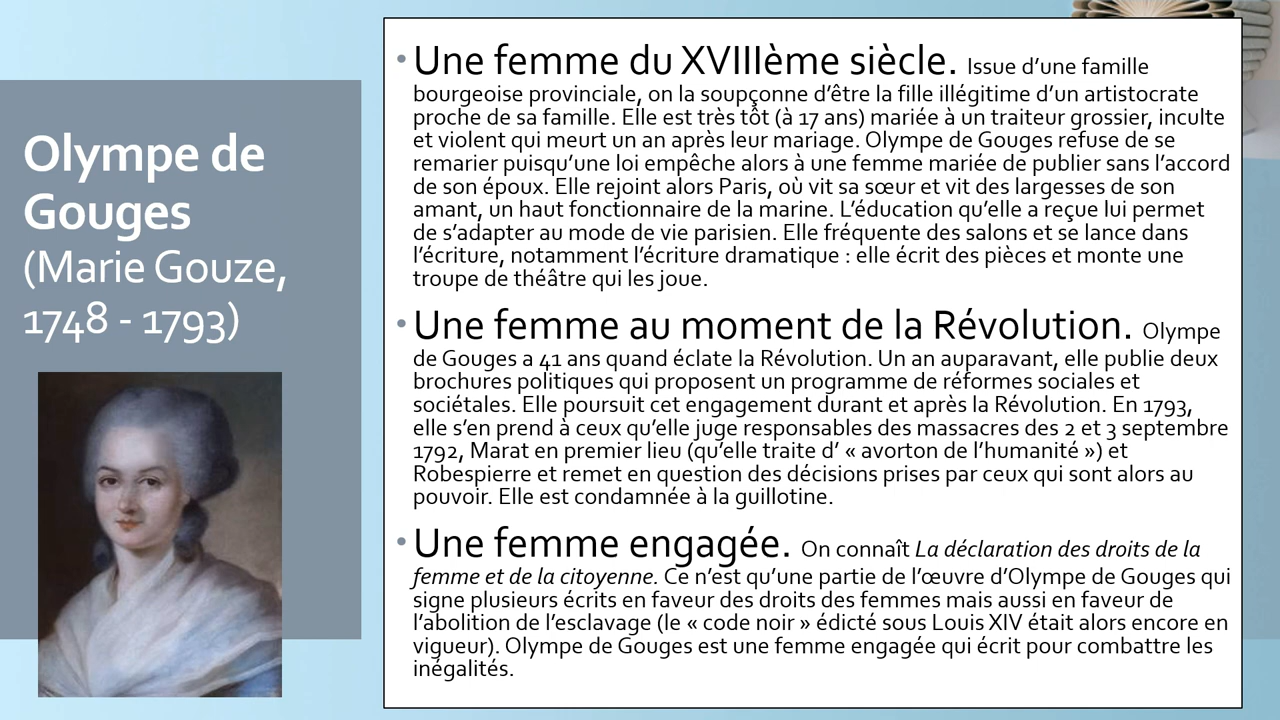 Olympe de
Gouges
(Marie Gouze,
1748 - 1793)
• Une femme du XVIIIème siècle. Issue d’une famille
bourgeoise provinciale, on la soupçonne d’être la fille illégitime d’un artistocrate
proche de sa famille. Elle est très tôt (à 17 ans) mariée à un traiteur grossier, inculte
et violent qui meurt un an après leur mariage. Olympe de Gouges refuse de se
remarier puisqu’une loi empêche alors à une femme mariée de publier sans l’accord
de son époux. Elle rejoint alors Paris, où vit sa sœur et vit des largesses de son
amant, un haut fonctionnaire de la marine. L’éducation qu’elle a reçue lui permet
de s’adapter au mode de vie parisien. Elle fréquente des salons et se lance dans
l’écriture, notamment l’écriture dramatique : elle écrit des pièces et monte une
troupe de théâtre qui les joue.
• Une femme au moment de la Révolution. Olympe
de Gouges a 41 ans quand éclate la Révolution. Un an auparavant, elle publie deux
brochures politiques qui proposent un programme de réformes sociales et
sociétales. Elle poursuit cet engagement durant et après la Révolution. En 1793,
elle s’en prend à ceux qu’elle juge responsables des massacres des 2 et 3 septembre
1792, Marat en premier lieu (qu’elle traite d’ « avorton de l’humanité ») et
Robespierre et remet en question des décisions prises par ceux qui sont alors au
pouvoir. Elle est condamnée à la guillotine.
• Une femme engagée. On connaît La déclaration des droits de la
femme et de la citoyenne. Ce n’est qu’une partie de l’œuvre d’Olympe de Gouges qui
signe plusieurs écrits en faveur des droits des femmes mais aussi en faveur de
l’abolition de l’esclavage (le « code noir » édicté sous Louis XIV était alors encore en
vigueur). Olympe de Gouges est une femme engagée qui écrit pour combattre les
inégalités.